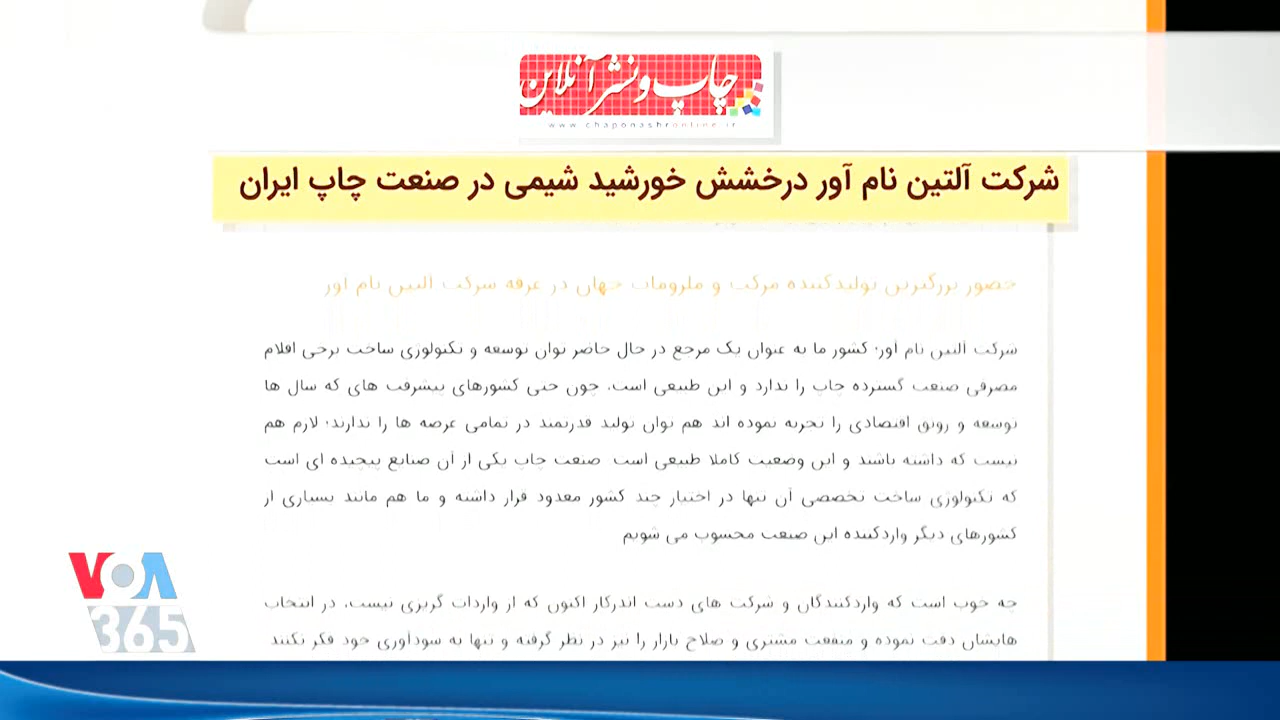 چاپ و نشر آنلاین
www.chaponashronline.ir
شرکت آلتین نام آور درخشش خورشید شیمی در صنعت چاپ ایران
حضور بزرگترین تولیدکننده مرکب و ملزومات جهان در غرفه شرکت آلتین نام آور
شرکت آلتین نام آور: کشور ما به عنوان یک مرجع در حال حاضر توان توسعه و تکنولوژی ساخت برخی اقلام
مصرفی صنعت گسترده چاپ را ندارد و این طبیعی است. چون حتی کشورهای پیشرفت های که سال ها
توسعه و رونق اقتصادی را تجربه نموده اند هم توان تولید قدرتمند در تمامی عرصه ها را ندارند؛ لازم هم
نیست که داشته باشند و این وضعیت کاملا طبیعی است صنعت چاپ یکی از آن صنایع پیچیده ای است
که تکنولوژی ساخت تخصصی آن تنها در اختیار چند کشور معدود قرار داشته و ما هم مانند بسیاری از
کشورهای دیگر واردکننده این صنعت محسوب می شویم
چه خوب است که واردکنندگان و شرکت های دست اندرکار اکنون که از واردات گریزی نیست، در انتخاب
هایشان دقت نموده و منفعت مشتری و صلاح بازار را نیز در نظر گرفته و تنها به سودآوری خود فکر نکنند
VOA
365